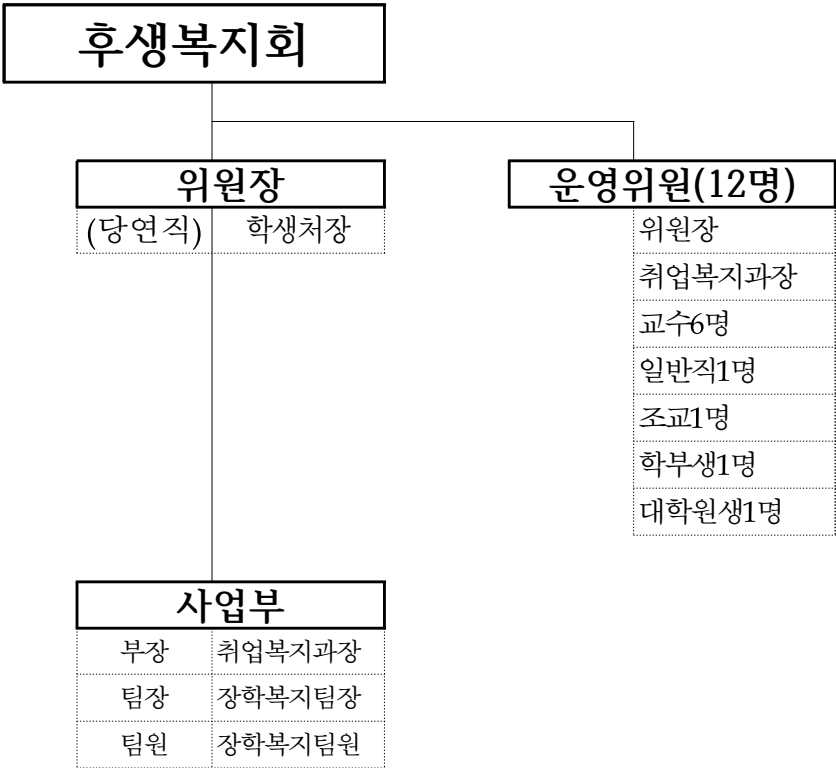 후생복지회
위원장
운영위원(12명)
(당연직) 학생처장
위원장
취업복지과장
교수6명
일반직1명
조교1명
학부생1명
대학원생1명
사업부
부장 취업복지과장
팀장 장학복지팀장
팀원 장학복지팀원